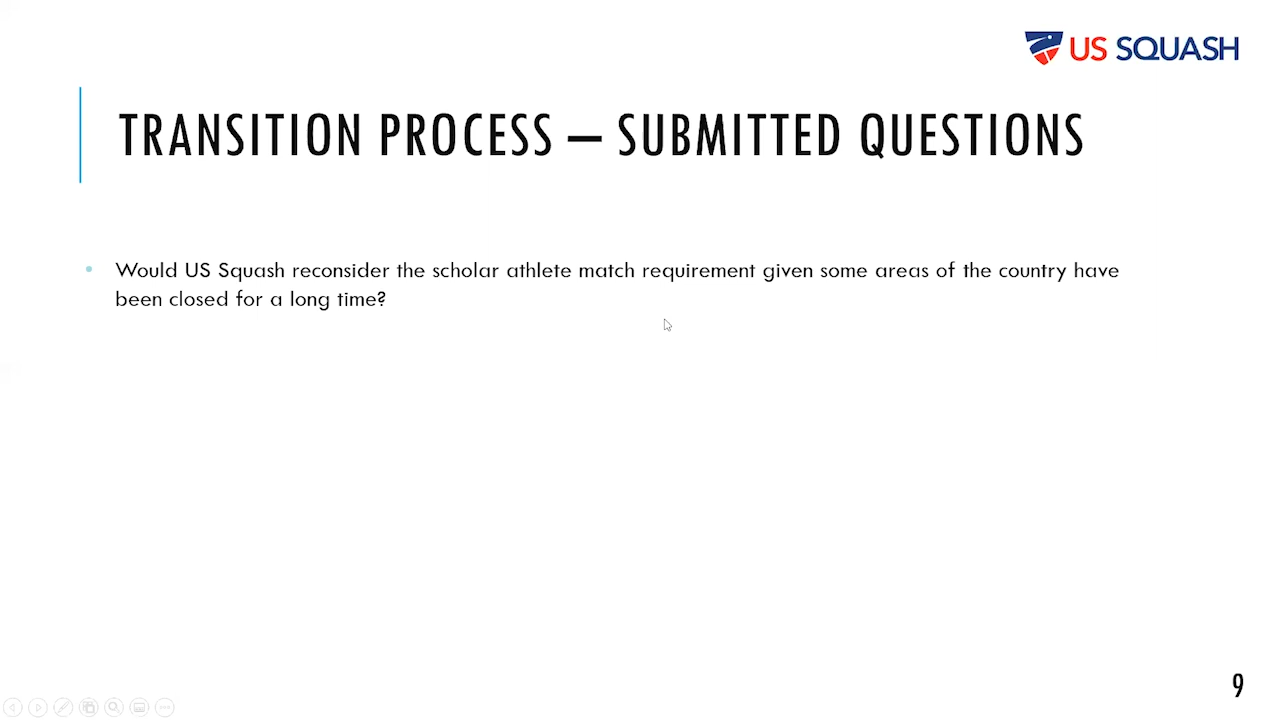 US SQUASH
TRANSITION PROCESS – SUBMITTED QUESTIONS
• Would US Squash reconsider the scholar athlete match requirement given some areas of the country have
been closed for a long time?
9